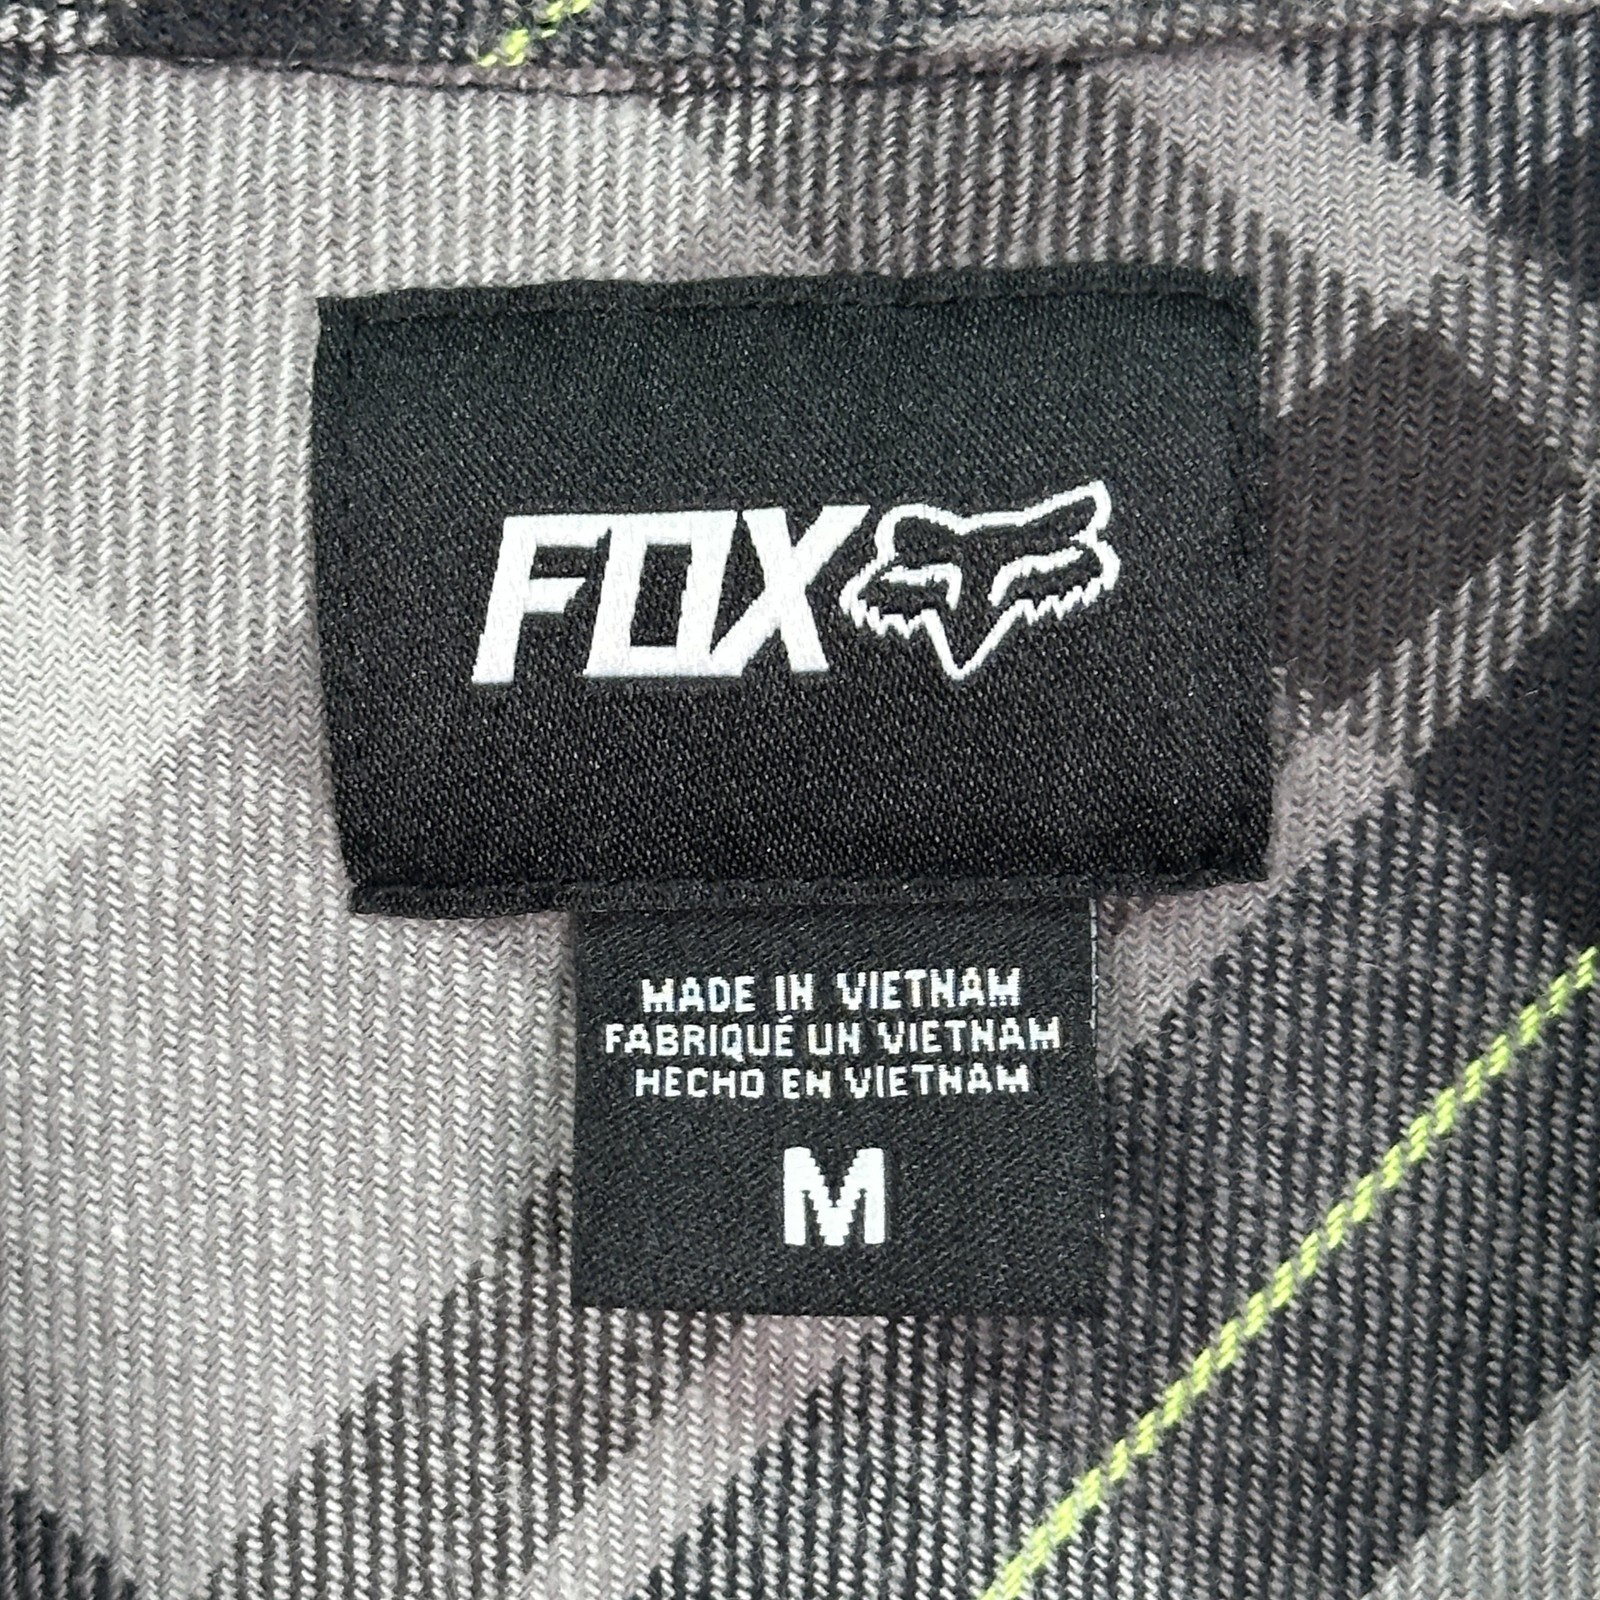 FOX
MADE IN VIETNAM
FABRIQUÉ UN VIETNAM
HECHO EN VIETNAM
M